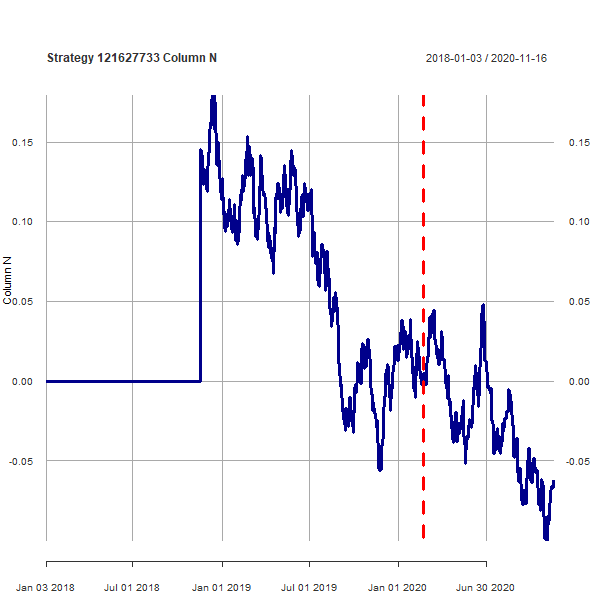 Strategy 121627733 Column N
2018-01-03 / 2020-11-16
0.15
0.15
0.10
0.10
Column N
0.05
0.05
0.00
0.00
-0.05
-0.05
Jan 03 2018
Jul 01 2018
Jan 01 2019
Jul 01 2019
Jan 01 2020
Jun 30 2020